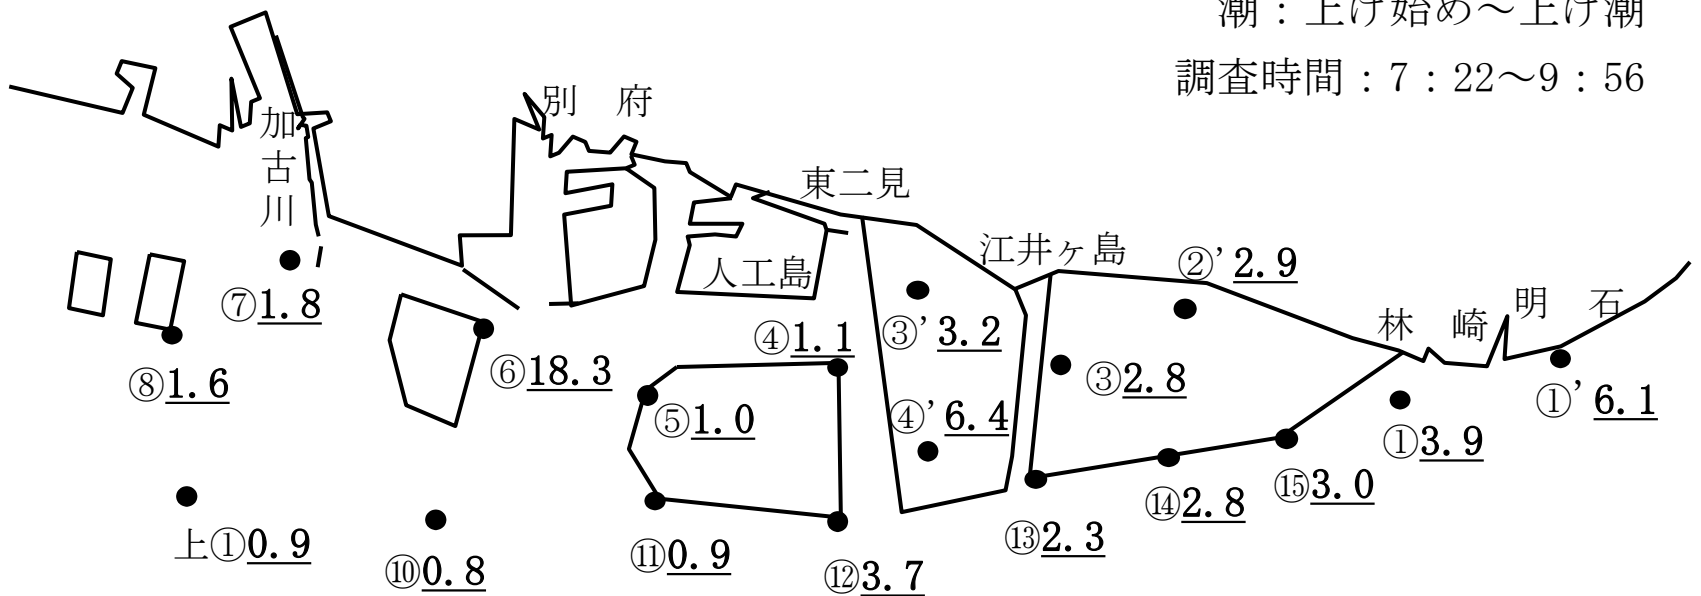 潮：上げ始め～上げ潮
調査時間：7：22～9：56
別　府
加古川
東二見
江井ヶ島
人工島
②’2.9
明　石
林　崎
⑦1.8
④1.1
③’3.2
⑧1.6
⑥18.3
③2.8
①’6.1
⑤1.0
④’6.4
①3.9
⑮3.0
⑭2.8
上①0.9
⑩0.8
⑪0.9
⑫3.7
⑬2.3